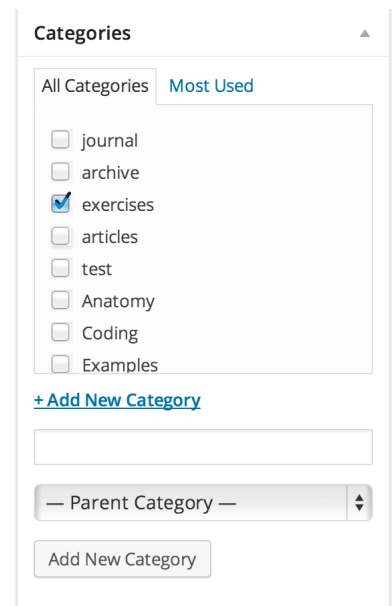 Categories
All Categories Most Used
journal
archive
exercises
articles
test
Anatomy
Coding
Examples
+ Add New Category
— Parent Category —
Add New Category